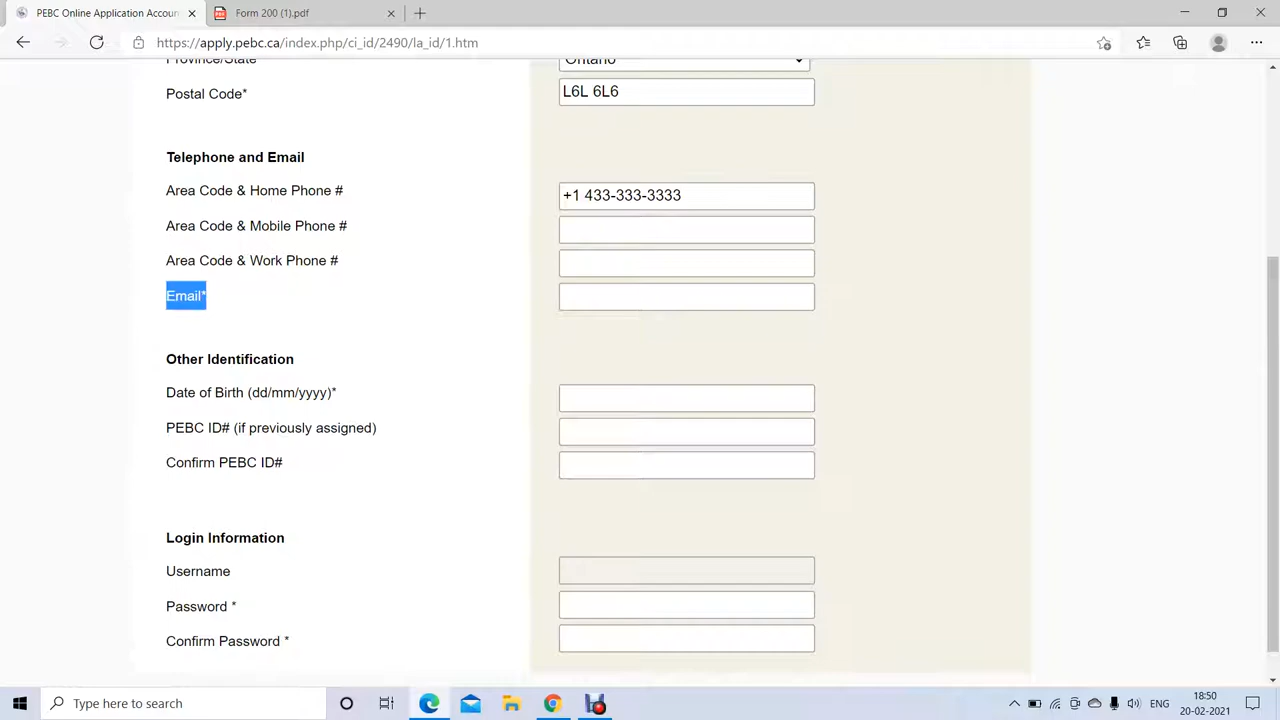 PEBC Online Application Accoun
Form 200 (1).pdf
https://apply.pebc.ca/index.php/ci_id/2490/la_id/1.htm
Province/State
Ontario
Postal Code*
L6L 6L6
Telephone and Email
Area Code & Home Phone #
+1 433-333-3333
Area Code & Mobile Phone #
Area Code & Work Phone #
Email*
Other Identification
Date of Birth (dd/mm/yyyy)*
PEBC ID# (if previously assigned)
Confirm PEBC ID#
Login Information
Username
Password *
Confirm Password *
Type here to search
18:50
20-02-2021